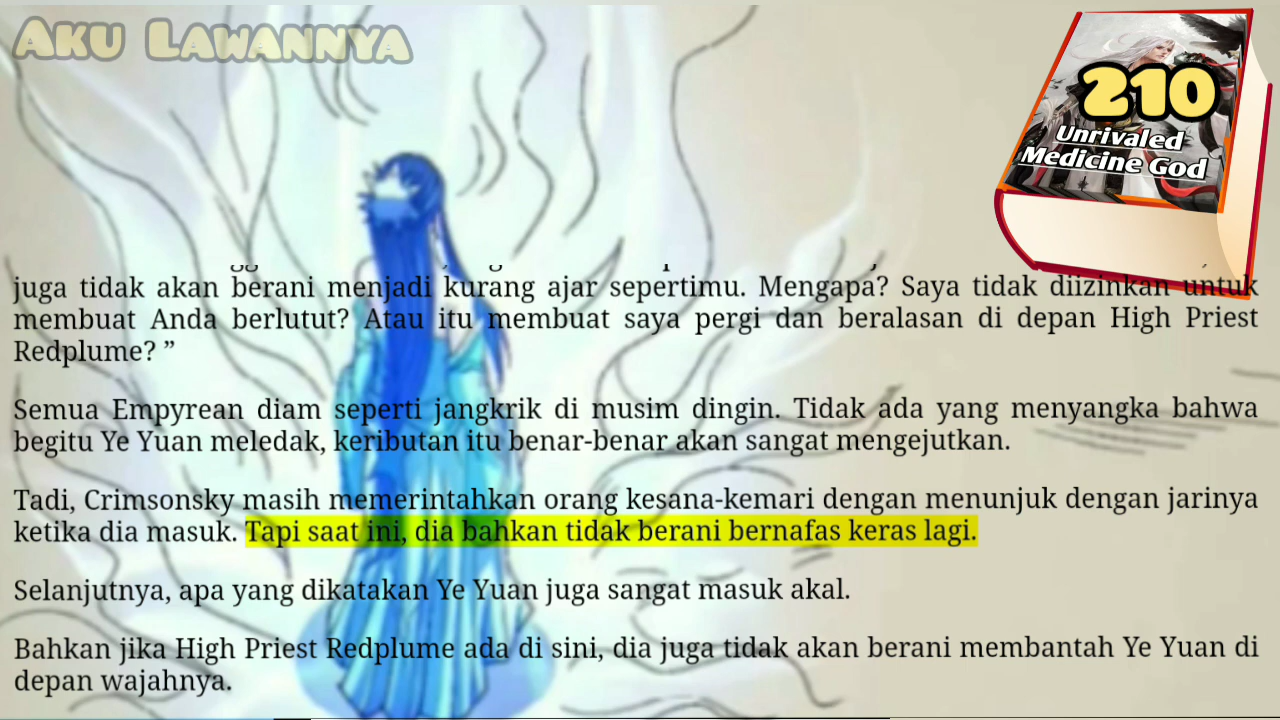 Aku Lawannya
210
Unrivaled
Medicine God
juga tidak akan berani menjadi kurang ajar sepertimu. Mengapa? Saya tidak diizinkan untuk
membuat Anda berlutut? Atau itu membuat saya pergi dan beralasan di depan High Priest
Redplume? ”
Semua Empyrean diam seperti jangkrik di musim dingin. Tidak ada yang menyangka bahwa
begitu Ye Yuan meledak, keributan itu benar-benar akan sangat mengejutkan.
Tadi, Crimsonsky masih memerintahkan orang kesana-kemari dengan menunjuk dengan jarinya
ketika dia masuk. Tapi saat ini, dia bahkan tidak berani bernafas keras lagi.
Selanjutnya, apa yang dikatakan Ye Yuan juga sangat masuk akal.
Bahkan jika High Priest Redplume ada di sini, dia juga tidak akan berani membantah Ye Yuan di
depan wajahnya.